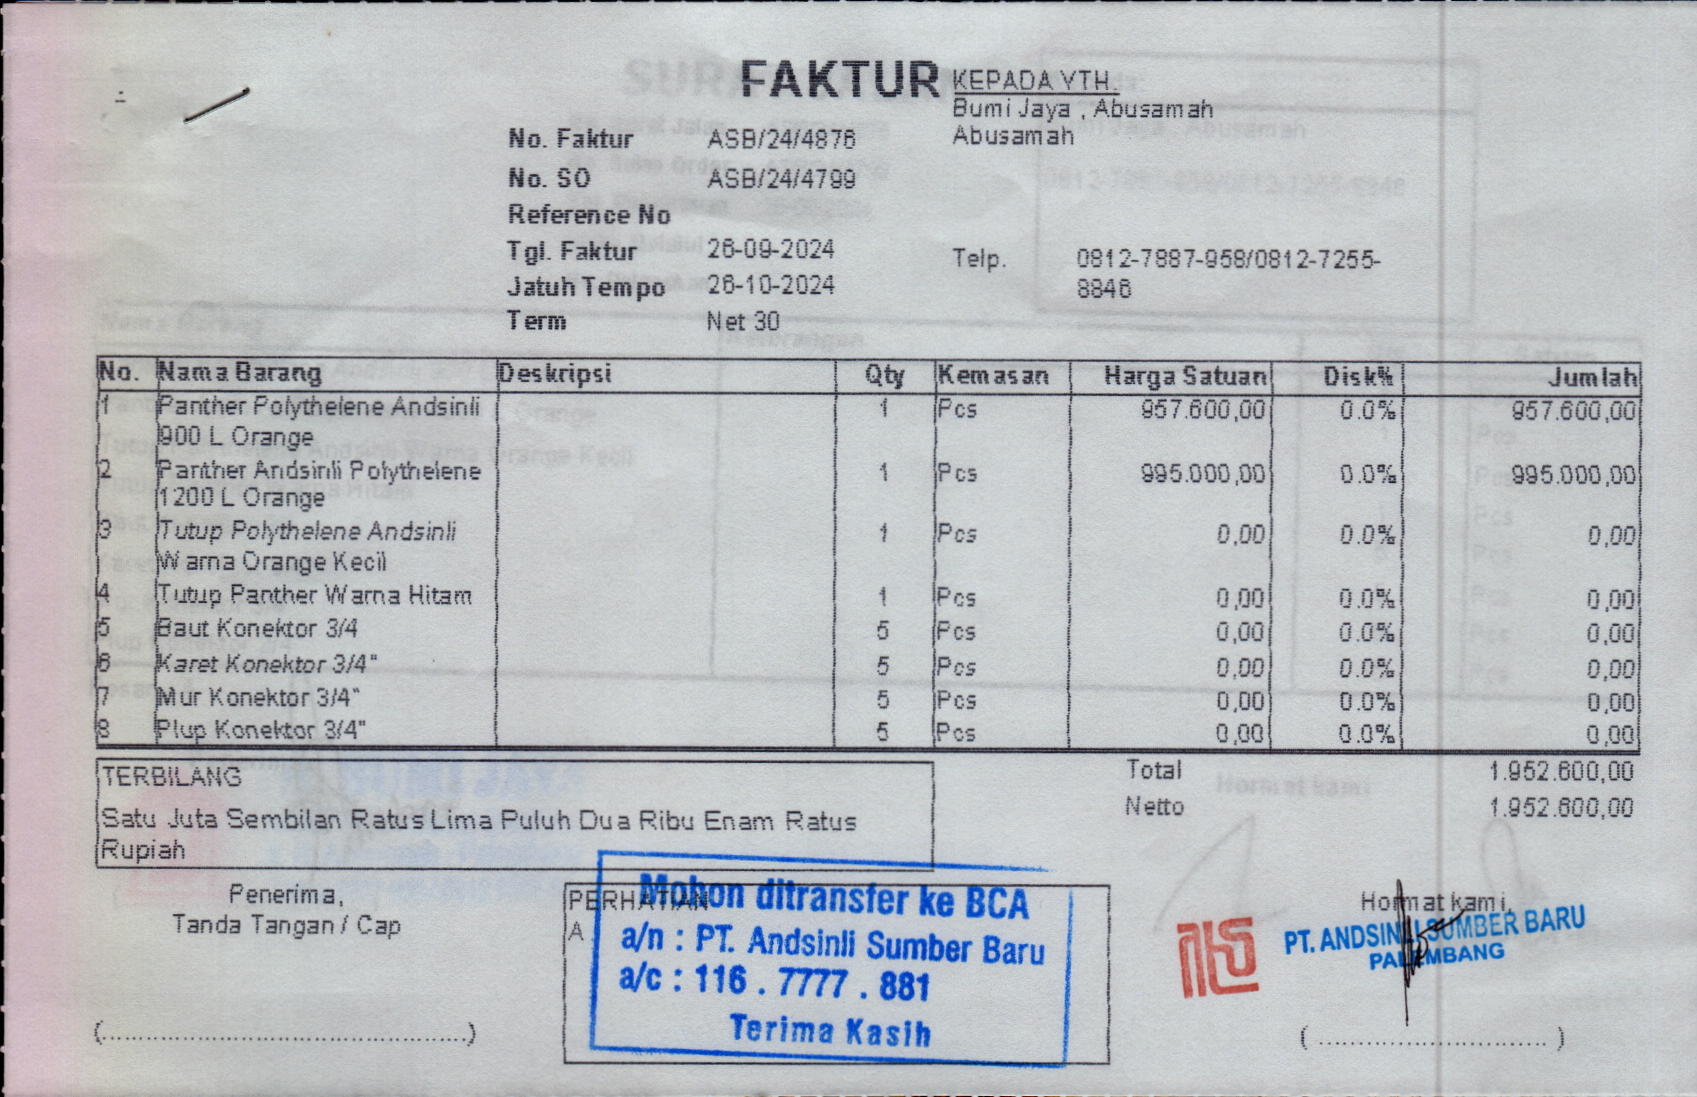 FAKTUR
KEPADA YTH.
Bumi Jaya , Abusamah
Abusamah
No. Faktur ASB/24/4876
No. SO ASB/24/4799
Reference No
Tgl. Faktur 26-09-2024
Jatuh Tempo 26-10-2024
Term Net 30
Telp. 0812-7887-958/0812-7255-
8846
No. Nama Barang Deskripsi Qty Kemasan Harga Satuan Disk% Jumlah
1 Panther Polythelene Andsinli 1 Pcs 957.600,00 0.0% 957.600,00
900 L Orange
2 Panther Andsinli Polythelene 1 Pcs 995.000,00 0.0% 995.000,00
1200 L Orange
3 Tutup Polythelene Andsinli 1 Pcs 0,00 0.0% 0,00
Warna Orange Kecil
4 Tutup Panther Warna Hitam 1 Pcs 0,00 0.0% 0,00
5 Baut Konektor 3/4 5 Pcs 0,00 0.0% 0,00
6 Karet Konektor 3/4" 5 Pcs 0,00 0.0% 0,00
7 Mur Konektor 3/4" 5 Pcs 0,00 0.0% 0,00
8 Plup Konektor 3/4" 5 Pcs 0,00 0.0% 0,00
Total 1.952.600,00
Netto 1.952.600,00
TERBILANG
Satu Juta Sembilan Ratus Lima Puluh Dua Ribu Enam Ratus
Rupiah
Penerima,
Tanda Tangan / Cap
(................................................)
PERHATIAN
A
Mohon ditransfer ke BCA
a/n : PT. Andsinli Sumber Baru
a/c : 116 . 7777 . 881
Terima Kasih
Hormat kami,
PT. ANDSINLI SUMBER BARU
PALEMBANG
( ................................ )